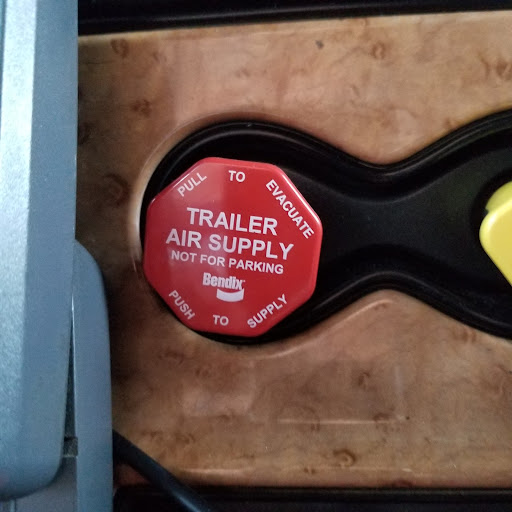 PULL TO EVACUATE
TRAILER
AIR SUPPLY
NOT FOR PARKING
Bendix
PUSH TO SUPPLY